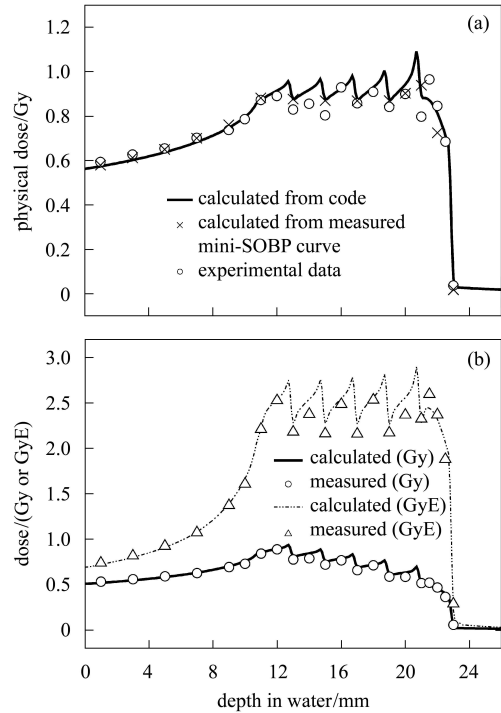 (a)
physical dose/Gy
1.2
1.0
0.8
0.6
0.4
0.2
0
calculated from code
calculated from measured
mini-SOBP curve
experimental data
(b)
dose/(Gy or GyE)
3.0
2.5
2.0
1.5
1.0
0.5
0
calculated (Gy)
measured (Gy)
calculated (GyE)
measured (GyE)
0 4 8 12 16 20 24
depth in water/mm